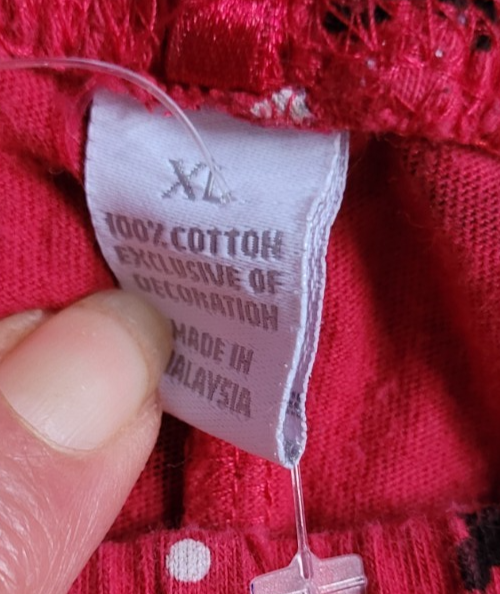 XL
100% COTTON
EXCLUSIVE OF
DECORATION
MADE IN
MALAYSIA